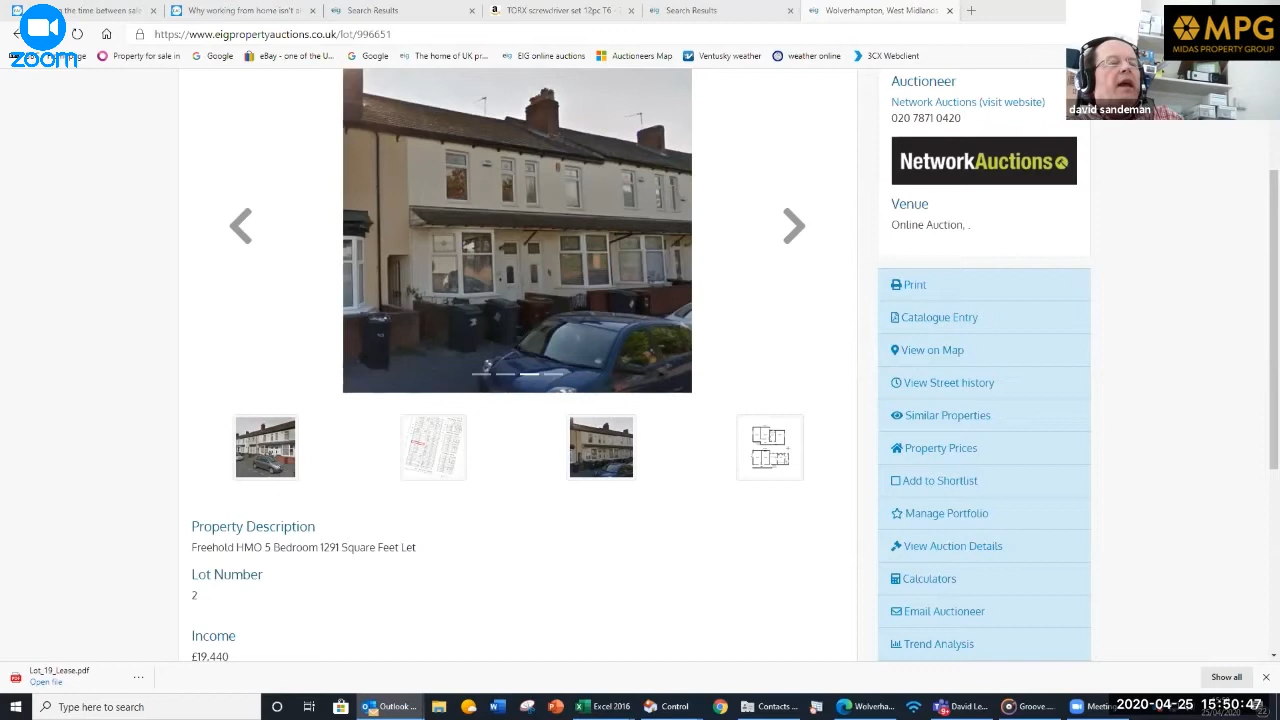 ng the time between sale
Why working from home isn't a
Search Results
TORX screwdriver set 12pc T6 -
Search Results
Wolverhampton, West Midlands
zoom
https://www.eigpropertyauctions.co.uk/lot/996651
MPG
MIDAS PROPERTY GROUP
Property for sale in
Google
eBay - one of the U...
Google
The home of Pur...
EIG online auctions
Auctioneers Map
Ventusky weather
weather online
3CX Webclient
david sandeman
Auctioneer
Network Auctions (visit website)
020 7871 0420
NetworkAuctions
Venue
Online Auction, .
Print
Catalogue Entry
View on Map
View Street history
Similar Properties
Property Prices
Add to Shortlist
Manage Portfolio
View Auction Details
Calculators
Email Auctioneer
Trend Analysis
Property Description
Freehold HMO 5 Bedroom 1291 Square Feet Let
Lot Number
2
Income
£19,440
Lot_19_Lease.pdf
Open file
Show all
Type here to search
Outlook ...
Excel 2016
Control
Contacts ...
Wolverha...
David Le...
Groove ...
Meeting
2020-04-25 15:50:47